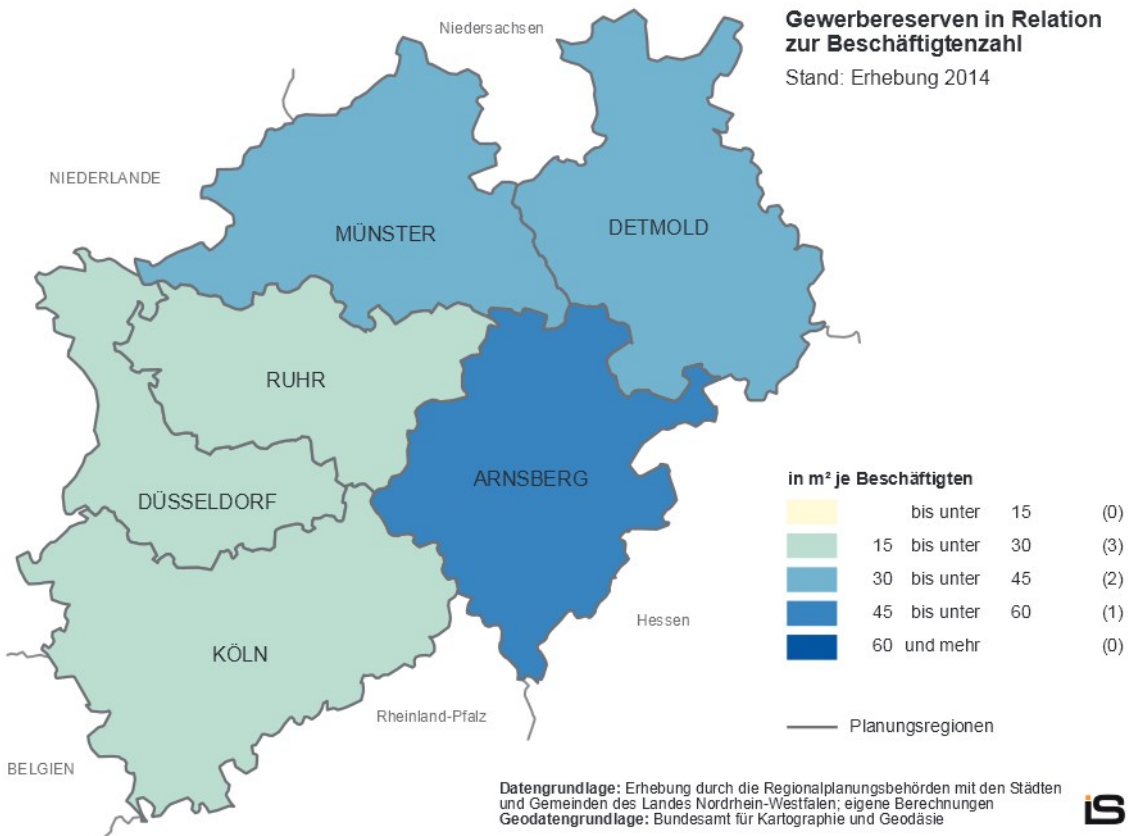 Gewerbereserven in Relation
zur Beschäftigtenzahl
Stand: Erhebung 2014
Niedersachsen
NIEDERLANDE
MÜNSTER
DETMOLD
RUHR
ARNSBERG
DÜSSELDORF
KÖLN
Hessen
Rheinland-Pfalz
BELGIEN
in m² je Beschäftigten
bis unter 15 (0)
15 bis unter 30 (3)
30 bis unter 45 (2)
45 bis unter 60 (1)
60 und mehr (0)
Planungsregionen
Datengrundlage: Erhebung durch die Regionalplanungsbehörden mit den Städten
und Gemeinden des Landes Nordrhein-Westfalen; eigene Berechnungen
Geodatengrundlage: Bundesamt für Kartographie und Geodäsie
iS